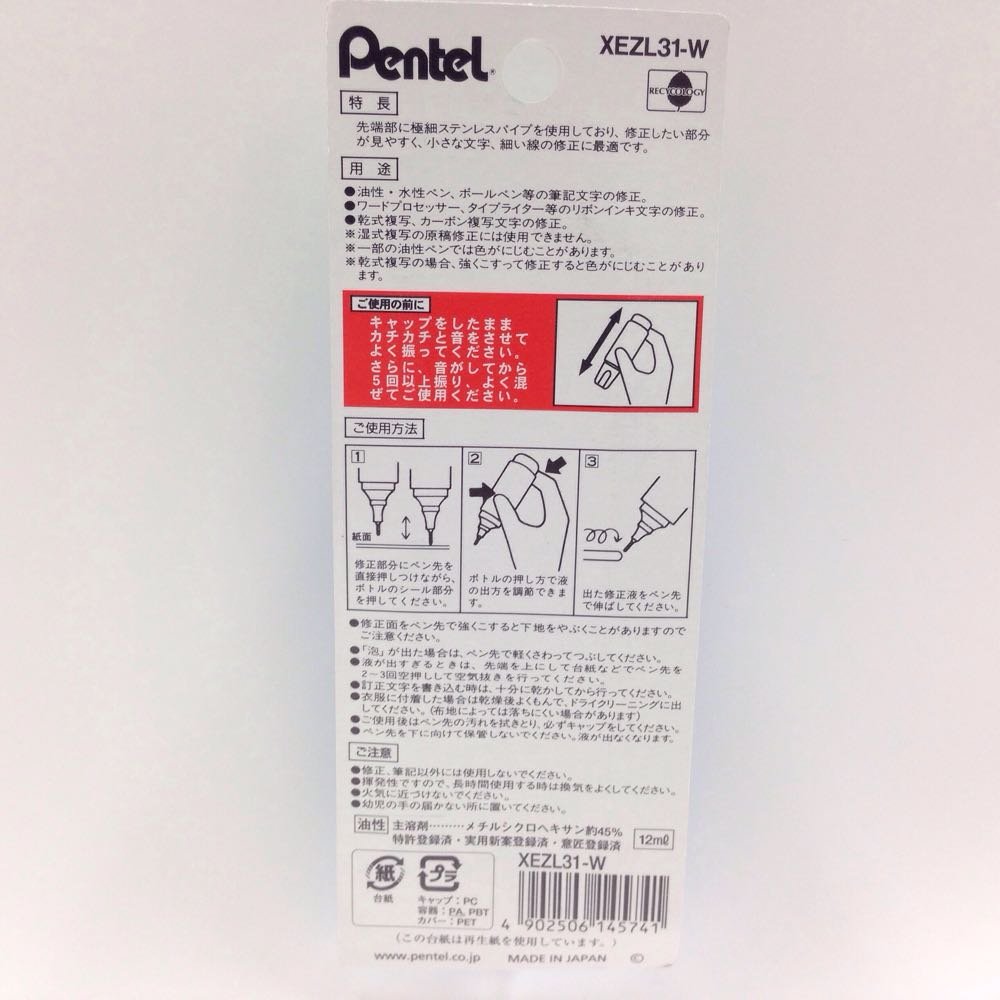 Pentel®
XEZL31-W
RECYCOLOGY
特長
先端部に極細ステンレスパイプを使用しており、修正したい部分
が見やすく、小さな文字、細い線の修正に最適です。
用途
●油性・水性ペン、ボールペン等の筆記文字の修正。
●ワードプロセッサー、タイプライター等のリボンインキ文字の修正。
●乾式複写、カーボン複写文字の修正。
※湿式複写の原稿修正には使用できません。
※一部の油性ペンでは色がにじむことがあります。
※乾式複写の場合、強くこすって修正すると色がにじむことがあり
ます。
ご使用の前に
キャップをしたまま
カチカチと音をさせて
よく振ってください。
さらに、音がしてから
5回以上振り、よく混
ぜてご使用ください。
ご使用方法
1
紙面
修正部分にペン先を
直接押しつけながら、
ボトルのシール部分
を押してください。
2
ボトルの押し方で液
の出方を調節できま
す。
3
出た修正液をペン先
で伸ばしてください。
●修正面をペン先で強くこすると下地をやぶくことがありますので
ご注意ください。
●「泡」が出た場合は、ペン先で軽くさわってつぶしてください。
●液が出すぎるときは、先端を上にして台紙などでペン先を
2〜3回空押しして空気抜きを行ってください。
●訂正文字を書き込む時は、十分に乾かしてから行ってください。
●衣服に付着した場合は乾燥後よくもんで、ドライクリーニングに出
してください。(布地によっては落ちにくい場合があります)
●ご使用後はペン先の汚れを拭きとり、必ずキャップをしてください。
●ペン先を下に向けて保管しないでください。液が出なくなります。
ご注意
●修正、筆記以外には使用しないでください。
●揮発性ですので、長時間使用する時は換気をよくしてください。
●火気に近づけないでください。
●幼児の手の届かない所に置いてください。
油性 主溶剤………メチルシクロヘキサン約45%
特許登録済・実用新案登録済・意匠登録済
12mℓ
紙
台紙
プラ
キャップ:PC
容器:PA, PBT
カバー:PET
XEZL31-W
4 902506 145741
(この台紙は再生紙を使用しています。)
www.pentel.co.jp MADE IN JAPAN ©